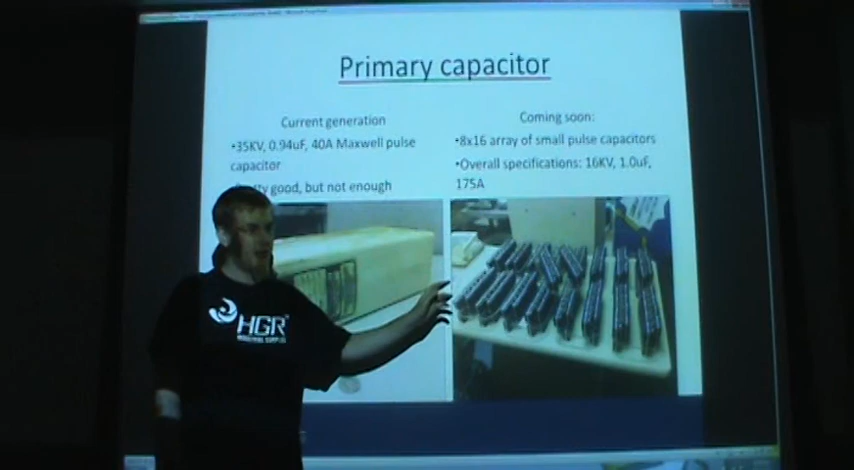 Primary capacitor
Current generation
•35KV, 0.94uF, 40A Maxwell pulse
capacitor
good, but not enough
Coming soon:
•8x16 array of small pulse capacitors
•Overall specifications: 16KV, 1.0uF,
175A
HGR
INDUSTRIAL